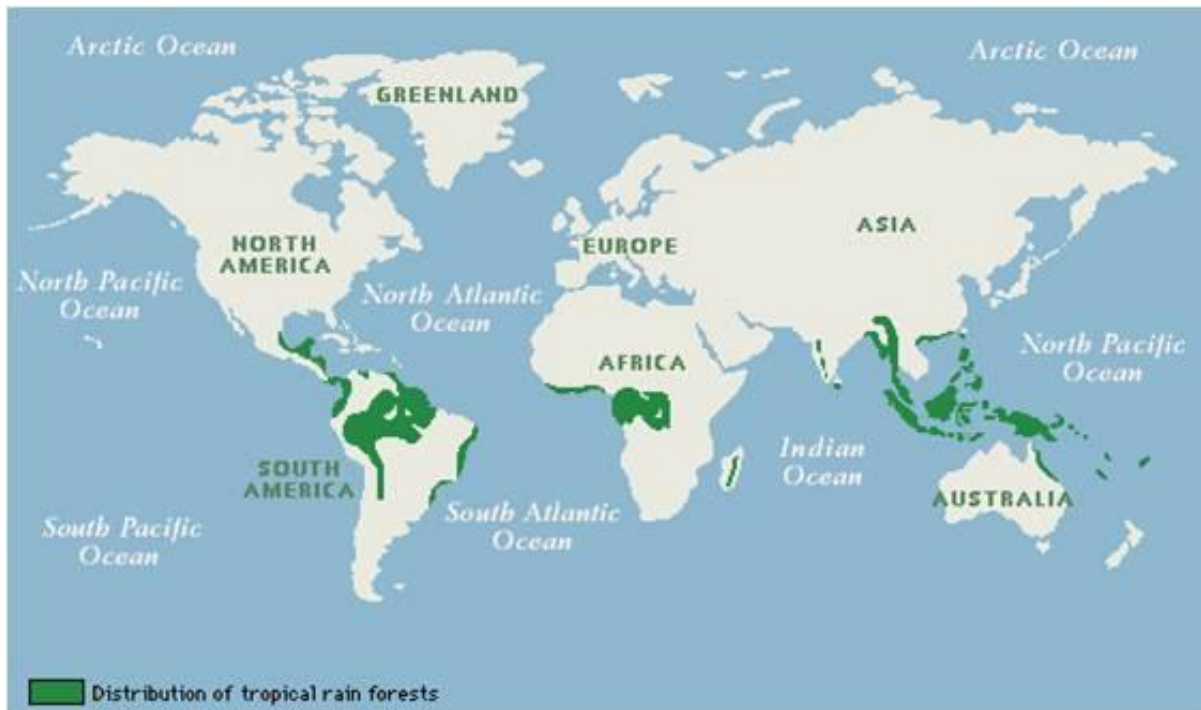 Arctic Ocean
Arctic Ocean
GREENLAND
NORTH
AMERICA
EUROPE
ASIA
North Pacific
Ocean
North Atlantic
Ocean
AFRICA
North Pacific
Ocean
SOUTH
AMERICA
Indian
Ocean
AUSTRALIA
South Pacific
Ocean
South Atlantic
Ocean
Distribution of tropical rain forests